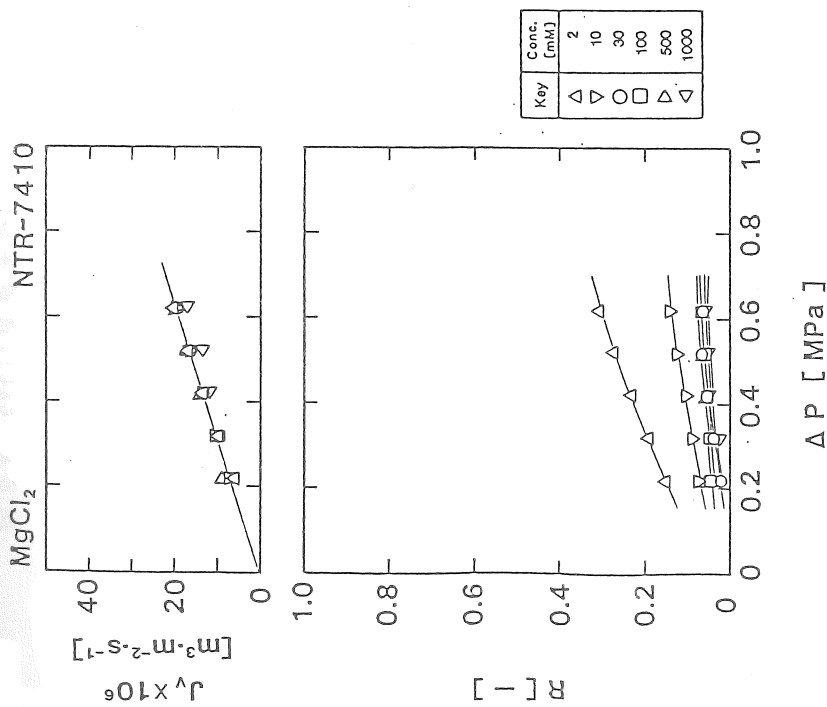 MgCl₂ NTR-7410
Jᵥ×10⁶
[m³·m⁻²·s⁻¹]
40
20
0
R [-]
1.0
0.8
0.6
0.4
0.2
0
0 0.2 0.4 0.6 0.8 1.0
ΔP [MPa]
Key Conc. [mM]
△ 2
▽ 10
○ 30
□ 100
△ 500
▽ 1000